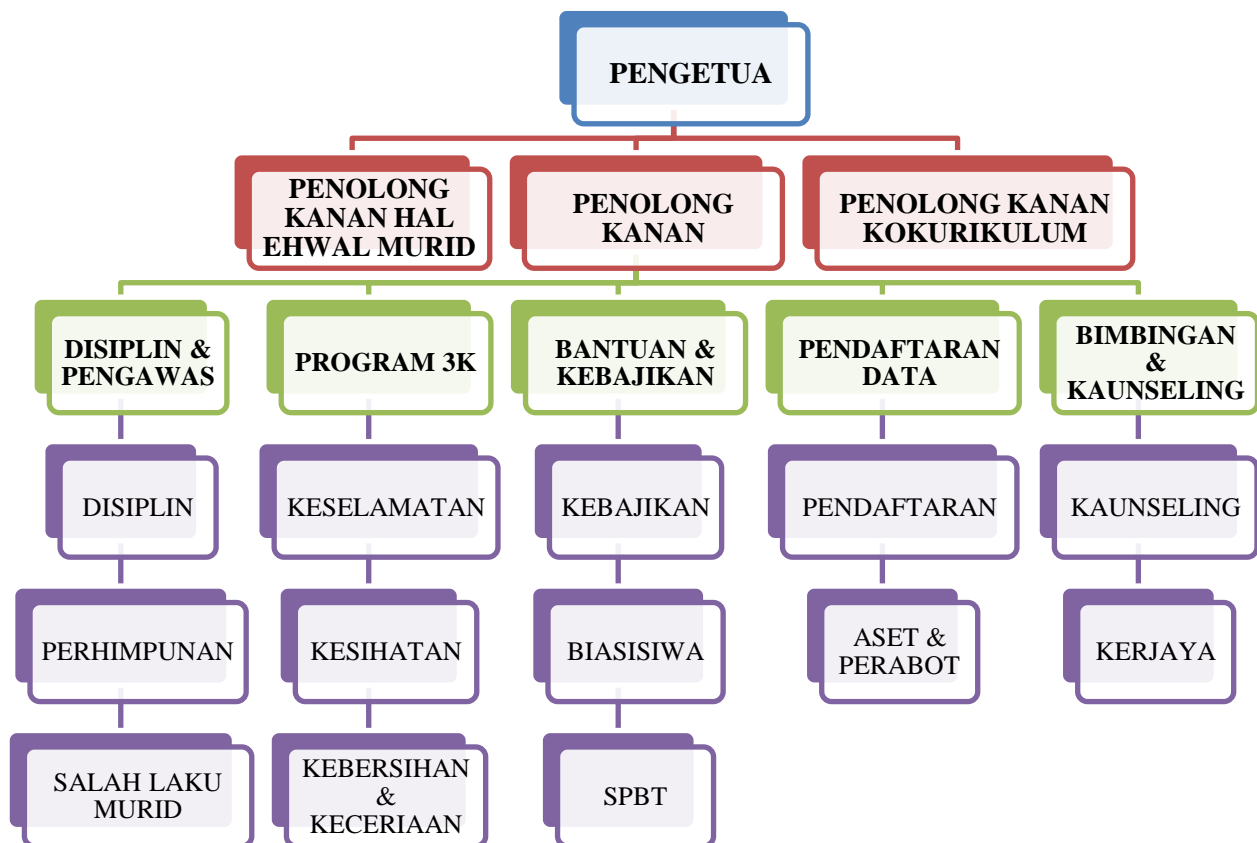 PENGETUA
PENOLONG
KANAN HAL
EHWAL MURID
PENOLONG
KANAN
PENOLONG KANAN
KOKURIKULUM
DISIPLIN &
PENGAWAS
PROGRAM 3K
BANTUAN &
KEBAJIKAN
PENDAFTARAN
DATA
BIMBINGAN
&
KAUNSELING
DISIPLIN
KESELAMATAN
KEBAJIKAN
PENDAFTARAN
KAUNSELING
PERHIMPUNAN
KESIHATAN
BIASISIWA
ASET &
PERABOT
KERJAYA
SALAH LAKU
MURID
KEBERSIHAN
&
KECERIAAN
SPBT